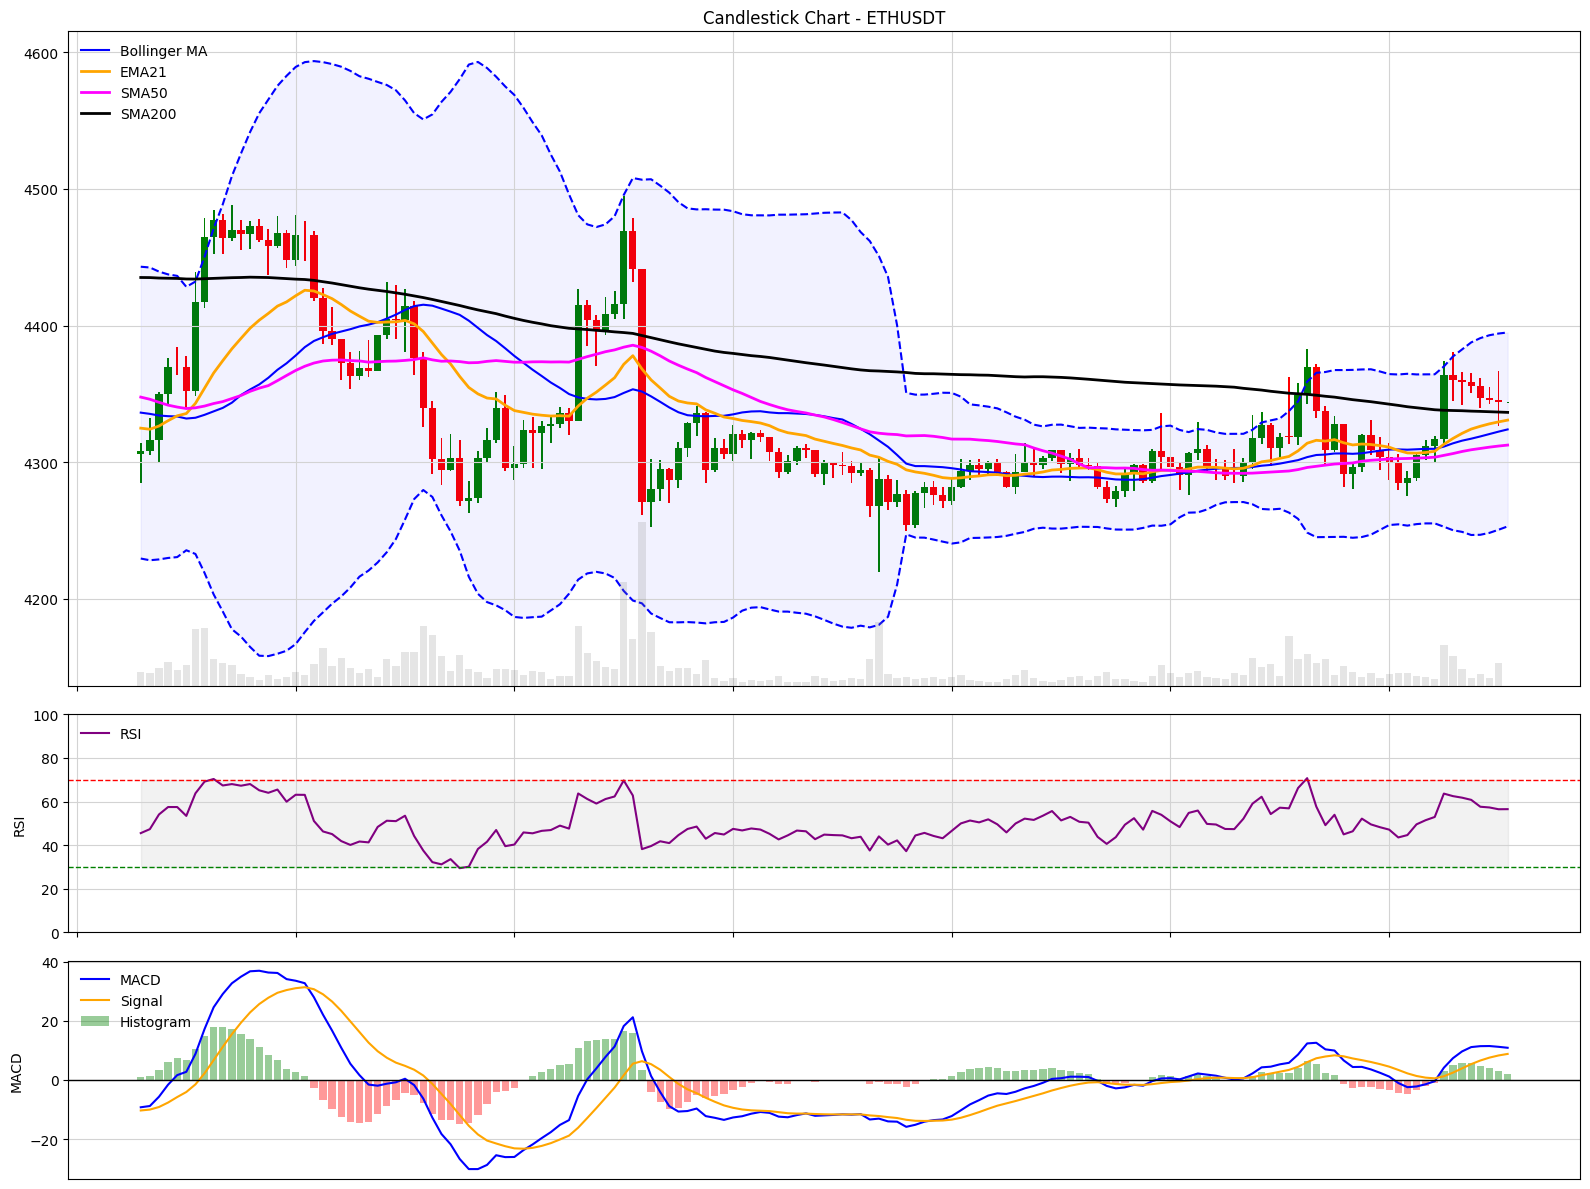 Candlestick Chart - ETHUSDT
Bollinger MA
EMA21
SMA50
SMA200
4600
4500
4400
4300
4200
RSI
100
80
60
40
20
0
RSI
MACD
Signal
Histogram
40
20
0
−20
MACD